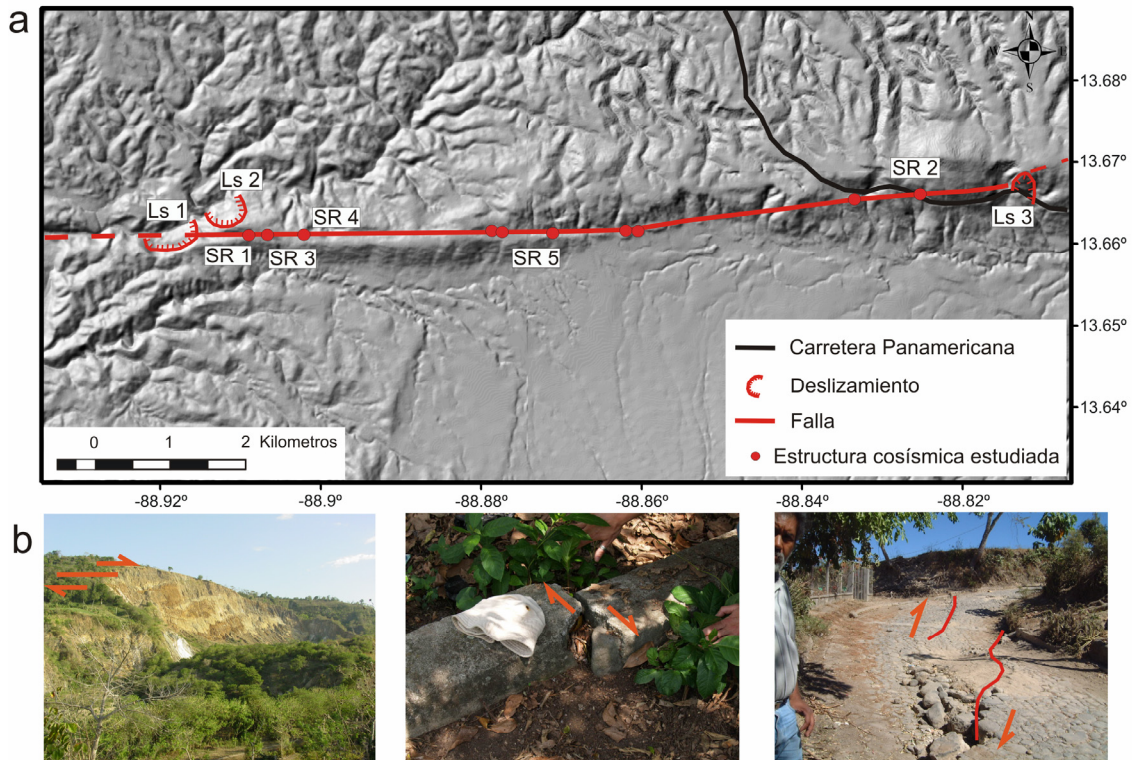 a
N
W
E
S
13.68º
13.67º
13.66º
13.65º
13.64º
SR 2
Ls 2
Ls 1
SR 4
Ls 3
SR 1
SR 3
SR 5
Carretera Panamericana
Deslizamiento
Falla
Estructura cosísmica estudiada
0 1 2 Kilometros
-88.92º -88.9º -88.88º -88.86º -88.84º -88.82º
b